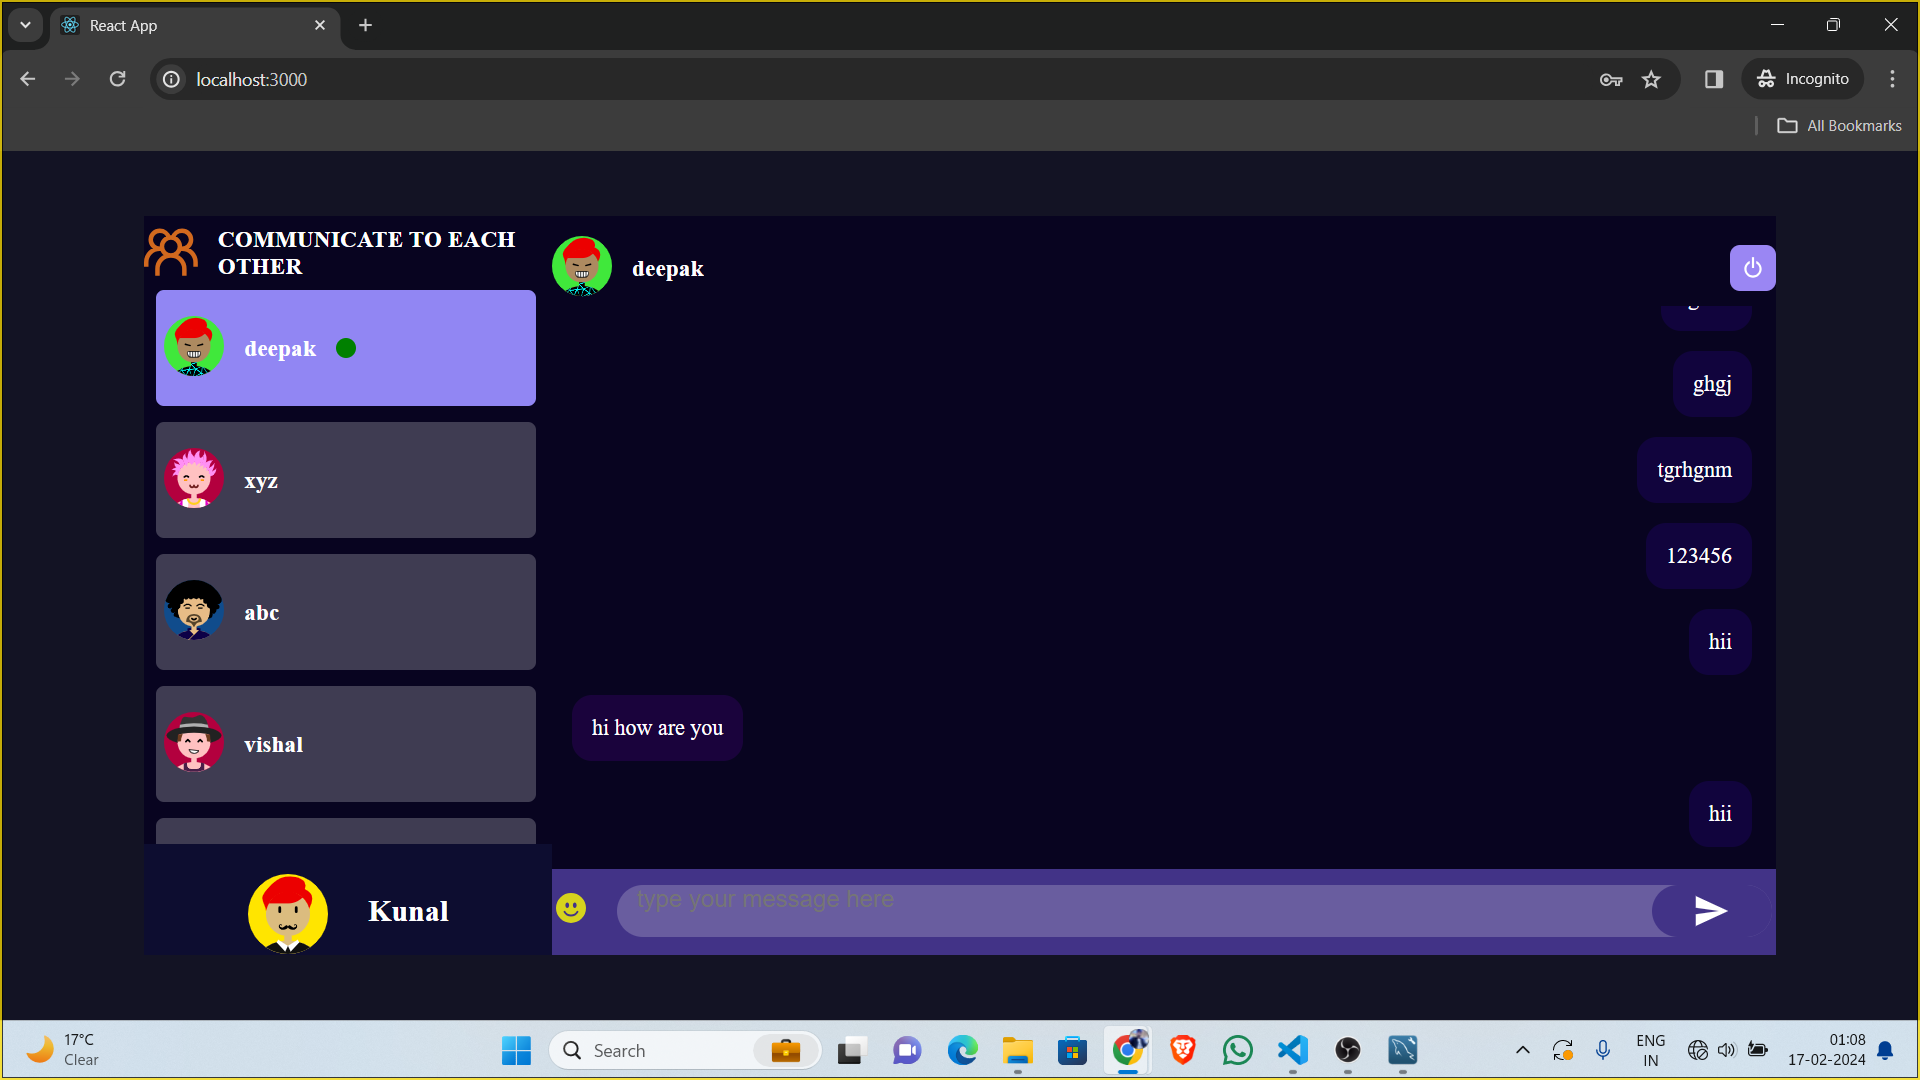 React App
localhost:3000
Incognito
All Bookmarks
COMMUNICATE TO EACH
OTHER
deepak
xyz
abc
vishal
Kunal
deepak
ghgj
tgrhgnm
123456
hii
hi how are you
hii
type your message here
17°C
Clear
Search
ENG
IN
01:08
17-02-2024